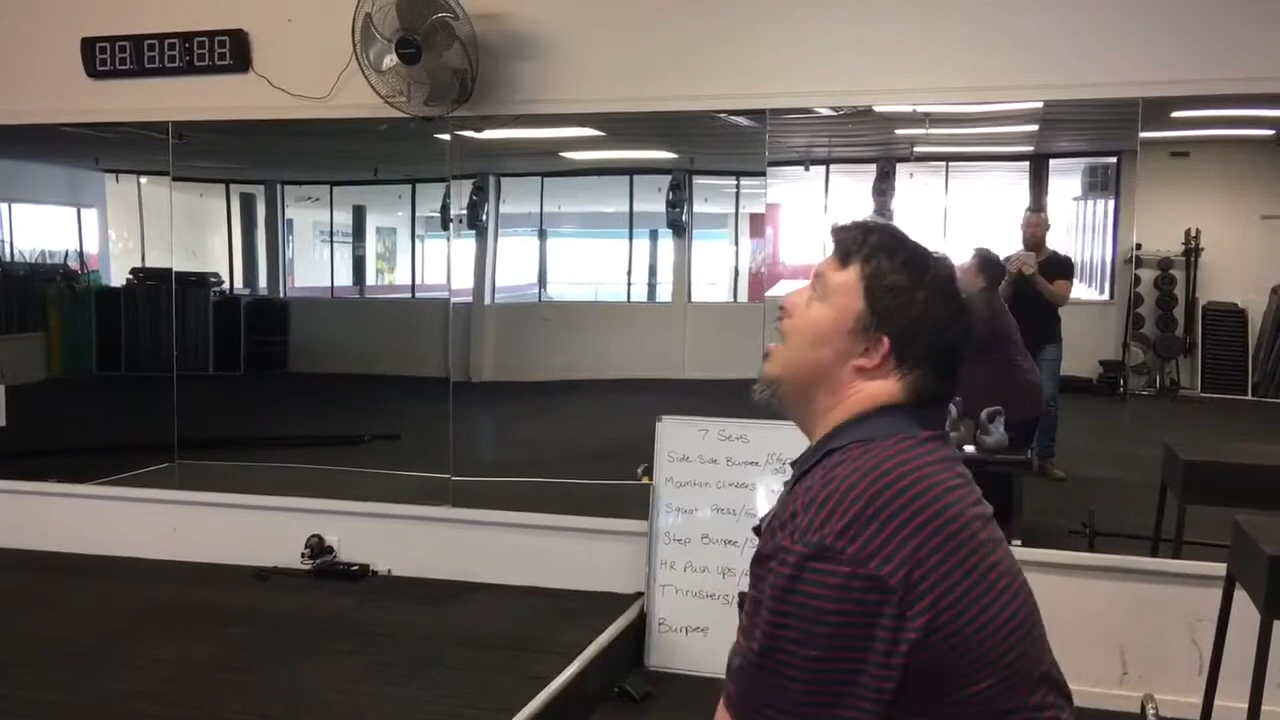 88 88:88
7 Sets
Side-Side Burpee/Step
Mountain Climbers
Squat Press/
Step Burpee/S
HR Push Ups/
Thrusters/
Burpee